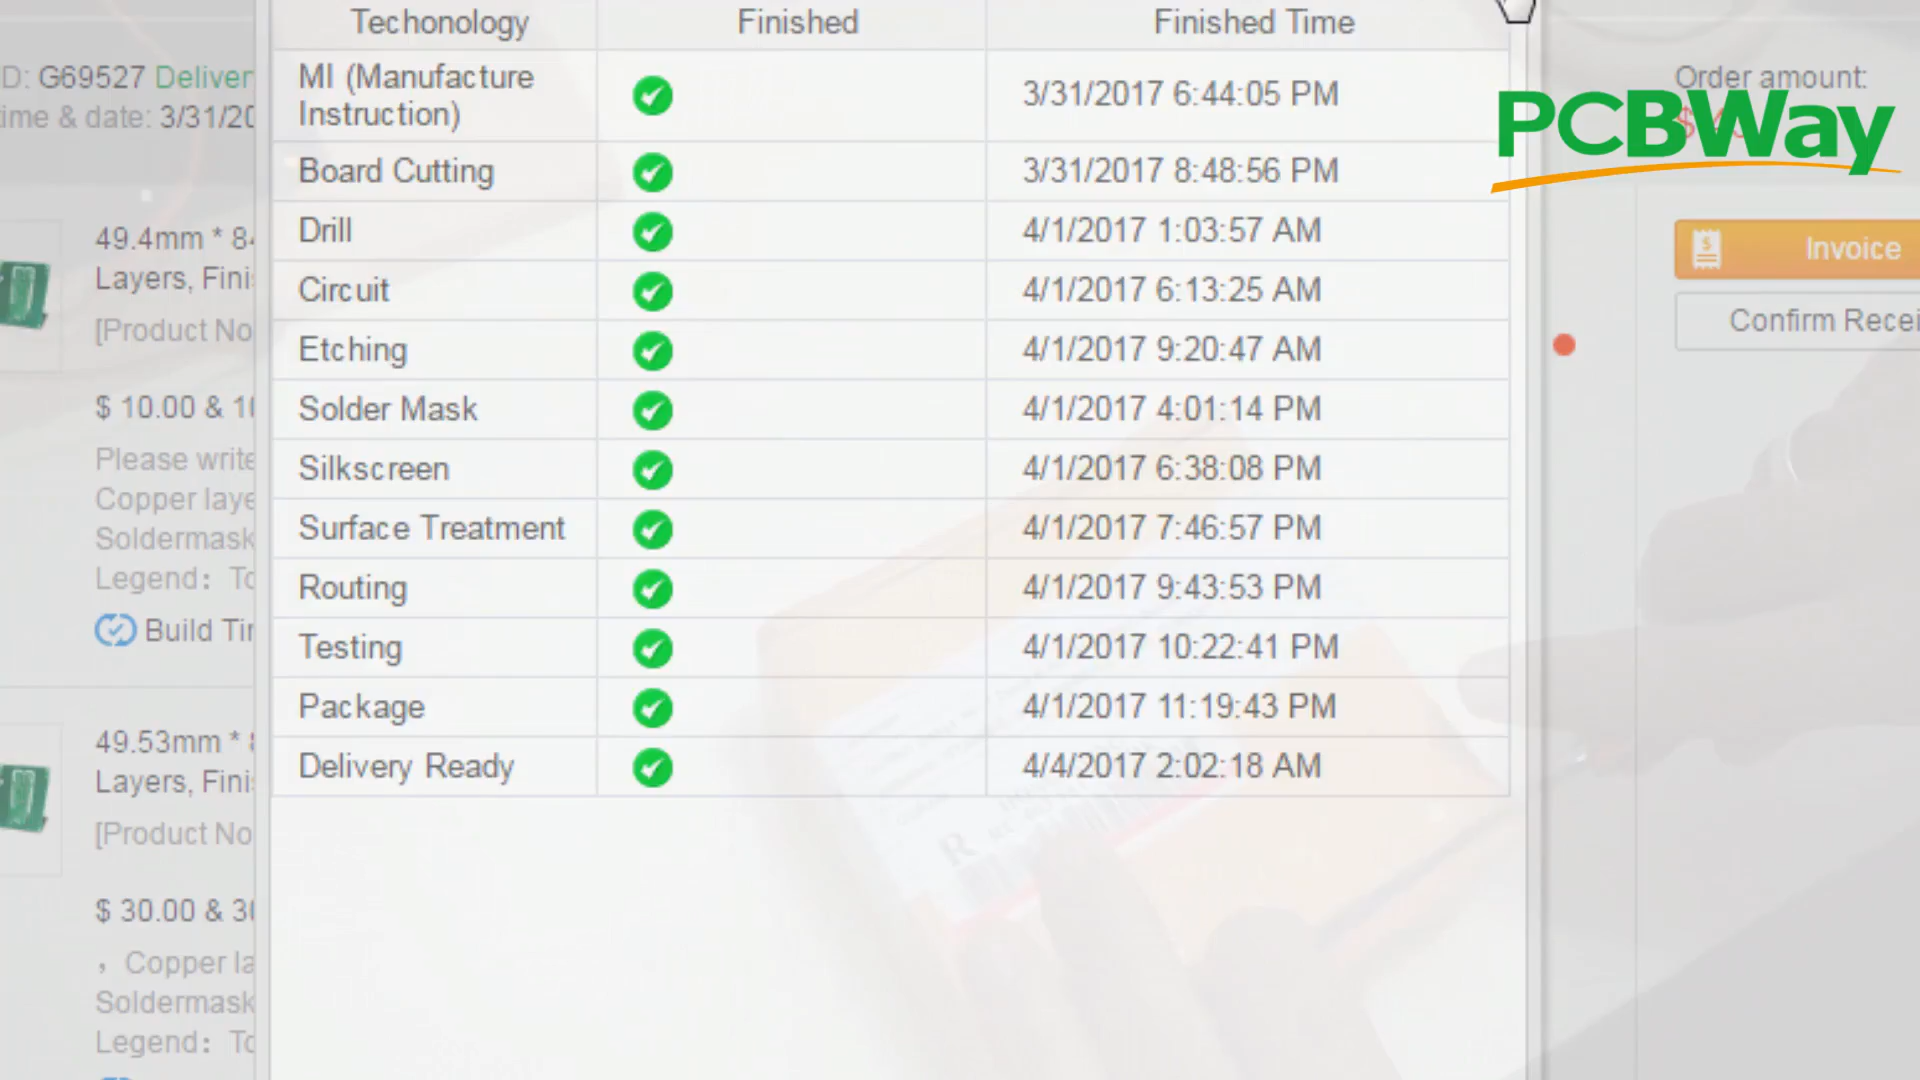 Techonology Finished Finished Time
MI (Manufacture Instruction) 3/31/2017 6:44:05 PM
Board Cutting 3/31/2017 8:48:56 PM
Drill 4/1/2017 1:03:57 AM
Circuit 4/1/2017 6:13:25 AM
Etching 4/1/2017 9:20:47 AM
Solder Mask 4/1/2017 4:01:14 PM
Silkscreen 4/1/2017 6:38:08 PM
Surface Treatment 4/1/2017 7:46:57 PM
Routing 4/1/2017 9:43:53 PM
Testing 4/1/2017 10:22:41 PM
Package 4/1/2017 11:19:43 PM
Delivery Ready 4/4/2017 2:02:18 AM
D: G69527 Deliver
ime & date: 3/31/20
49.4mm * 8
Layers, Fini
[Product No
$ 10.00 & 1
Please write
Copper laye
Soldermask
Legend: To
Build Tir
49.53mm *
Layers, Fini
[Product No
$ 30.00 & 3
, Copper la
Soldermask
Legend: To
Order amount:
PCBWay
Invoice
Confirm Recei